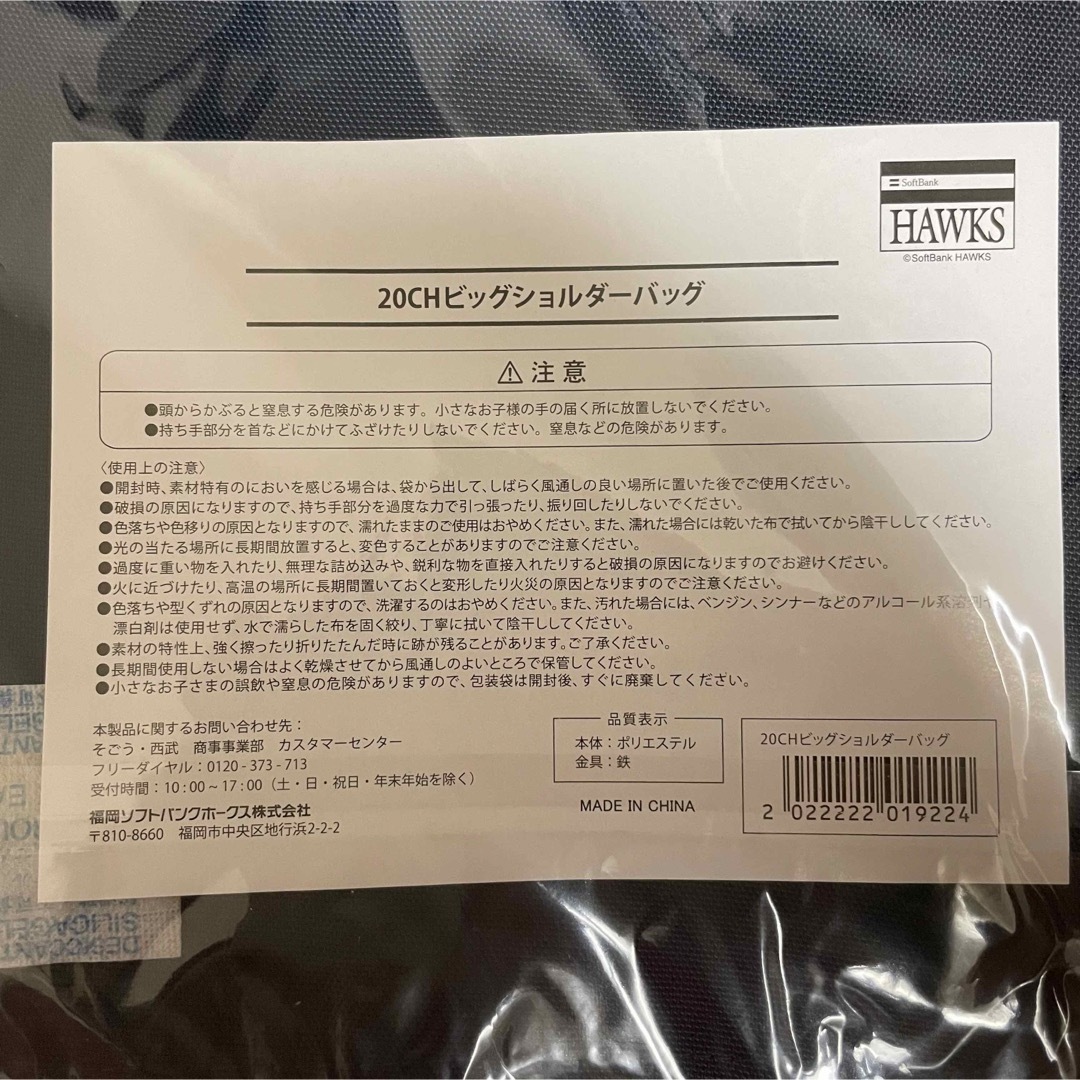 SoftBank
HAWKS
©SoftBank HAWKS
20CHビッグショルダーバッグ
⚠ 注 意
●頭からかぶると窒息する危険があります。小さなお子様の手の届く所に放置しないでください。
●持ち手部分を首などにかけてふざけたりしないでください。窒息などの危険があります。
〈使用上の注意〉
●開封時、素材特有のにおいを感じる場合は、袋から出して、しばらく風通しの良い場所に置いた後でご使用ください。
●破損の原因になりますので、持ち手部分を過度な力で引っ張ったり、振り回したりしないでください。
●色落ちや色移りの原因となりますので、濡れたままのご使用はおやめください。また、濡れた場合には乾いた布で拭いてから陰干ししてください。
●光の当たる場所に長期間放置すると、変色することがありますのでご注意ください。
●過度に重い物を入れたり、無理な詰め込みや、鋭利な物を直接入れたりすると破損の原因になりますのでお避けください。
●火に近づけたり、高温の場所に長期間置いておくと変形したり火災の原因となりますのでご注意ください。
●色落ちや型くずれの原因となりますので、洗濯するのはおやめください。また、汚れた場合には、ベンジン、シンナーなどのアルコール系溶剤や
漂白剤は使用せず、水で濡らした布を固く絞り、丁寧に拭いて陰干ししてください。
●素材の特性上、強く擦ったり折りたたんだ時に跡が残ることがあります。ご了承ください。
●長期間使用しない場合はよく乾燥させてから風通しのよいところで保管してください。
●小さなお子さまの誤飲や窒息の危険がありますので、包装袋は開封後、すぐに廃棄してください。
本製品に関するお問い合わせ先：
そごう・西武　商事事業部　カスタマーセンター
フリーダイヤル：0120-373-713
受付時間：10:00～17:00（土・日・祝日・年末年始を除く）
福岡ソフトバンクホークス株式会社
〒810-8660　福岡市中央区地行浜2-2-2
品質表示
本体：ポリエステル
金具：鉄
MADE IN CHINA
20CHビッグショルダーバッグ
2 022222 019224
SILICAGEL
DESICCANT